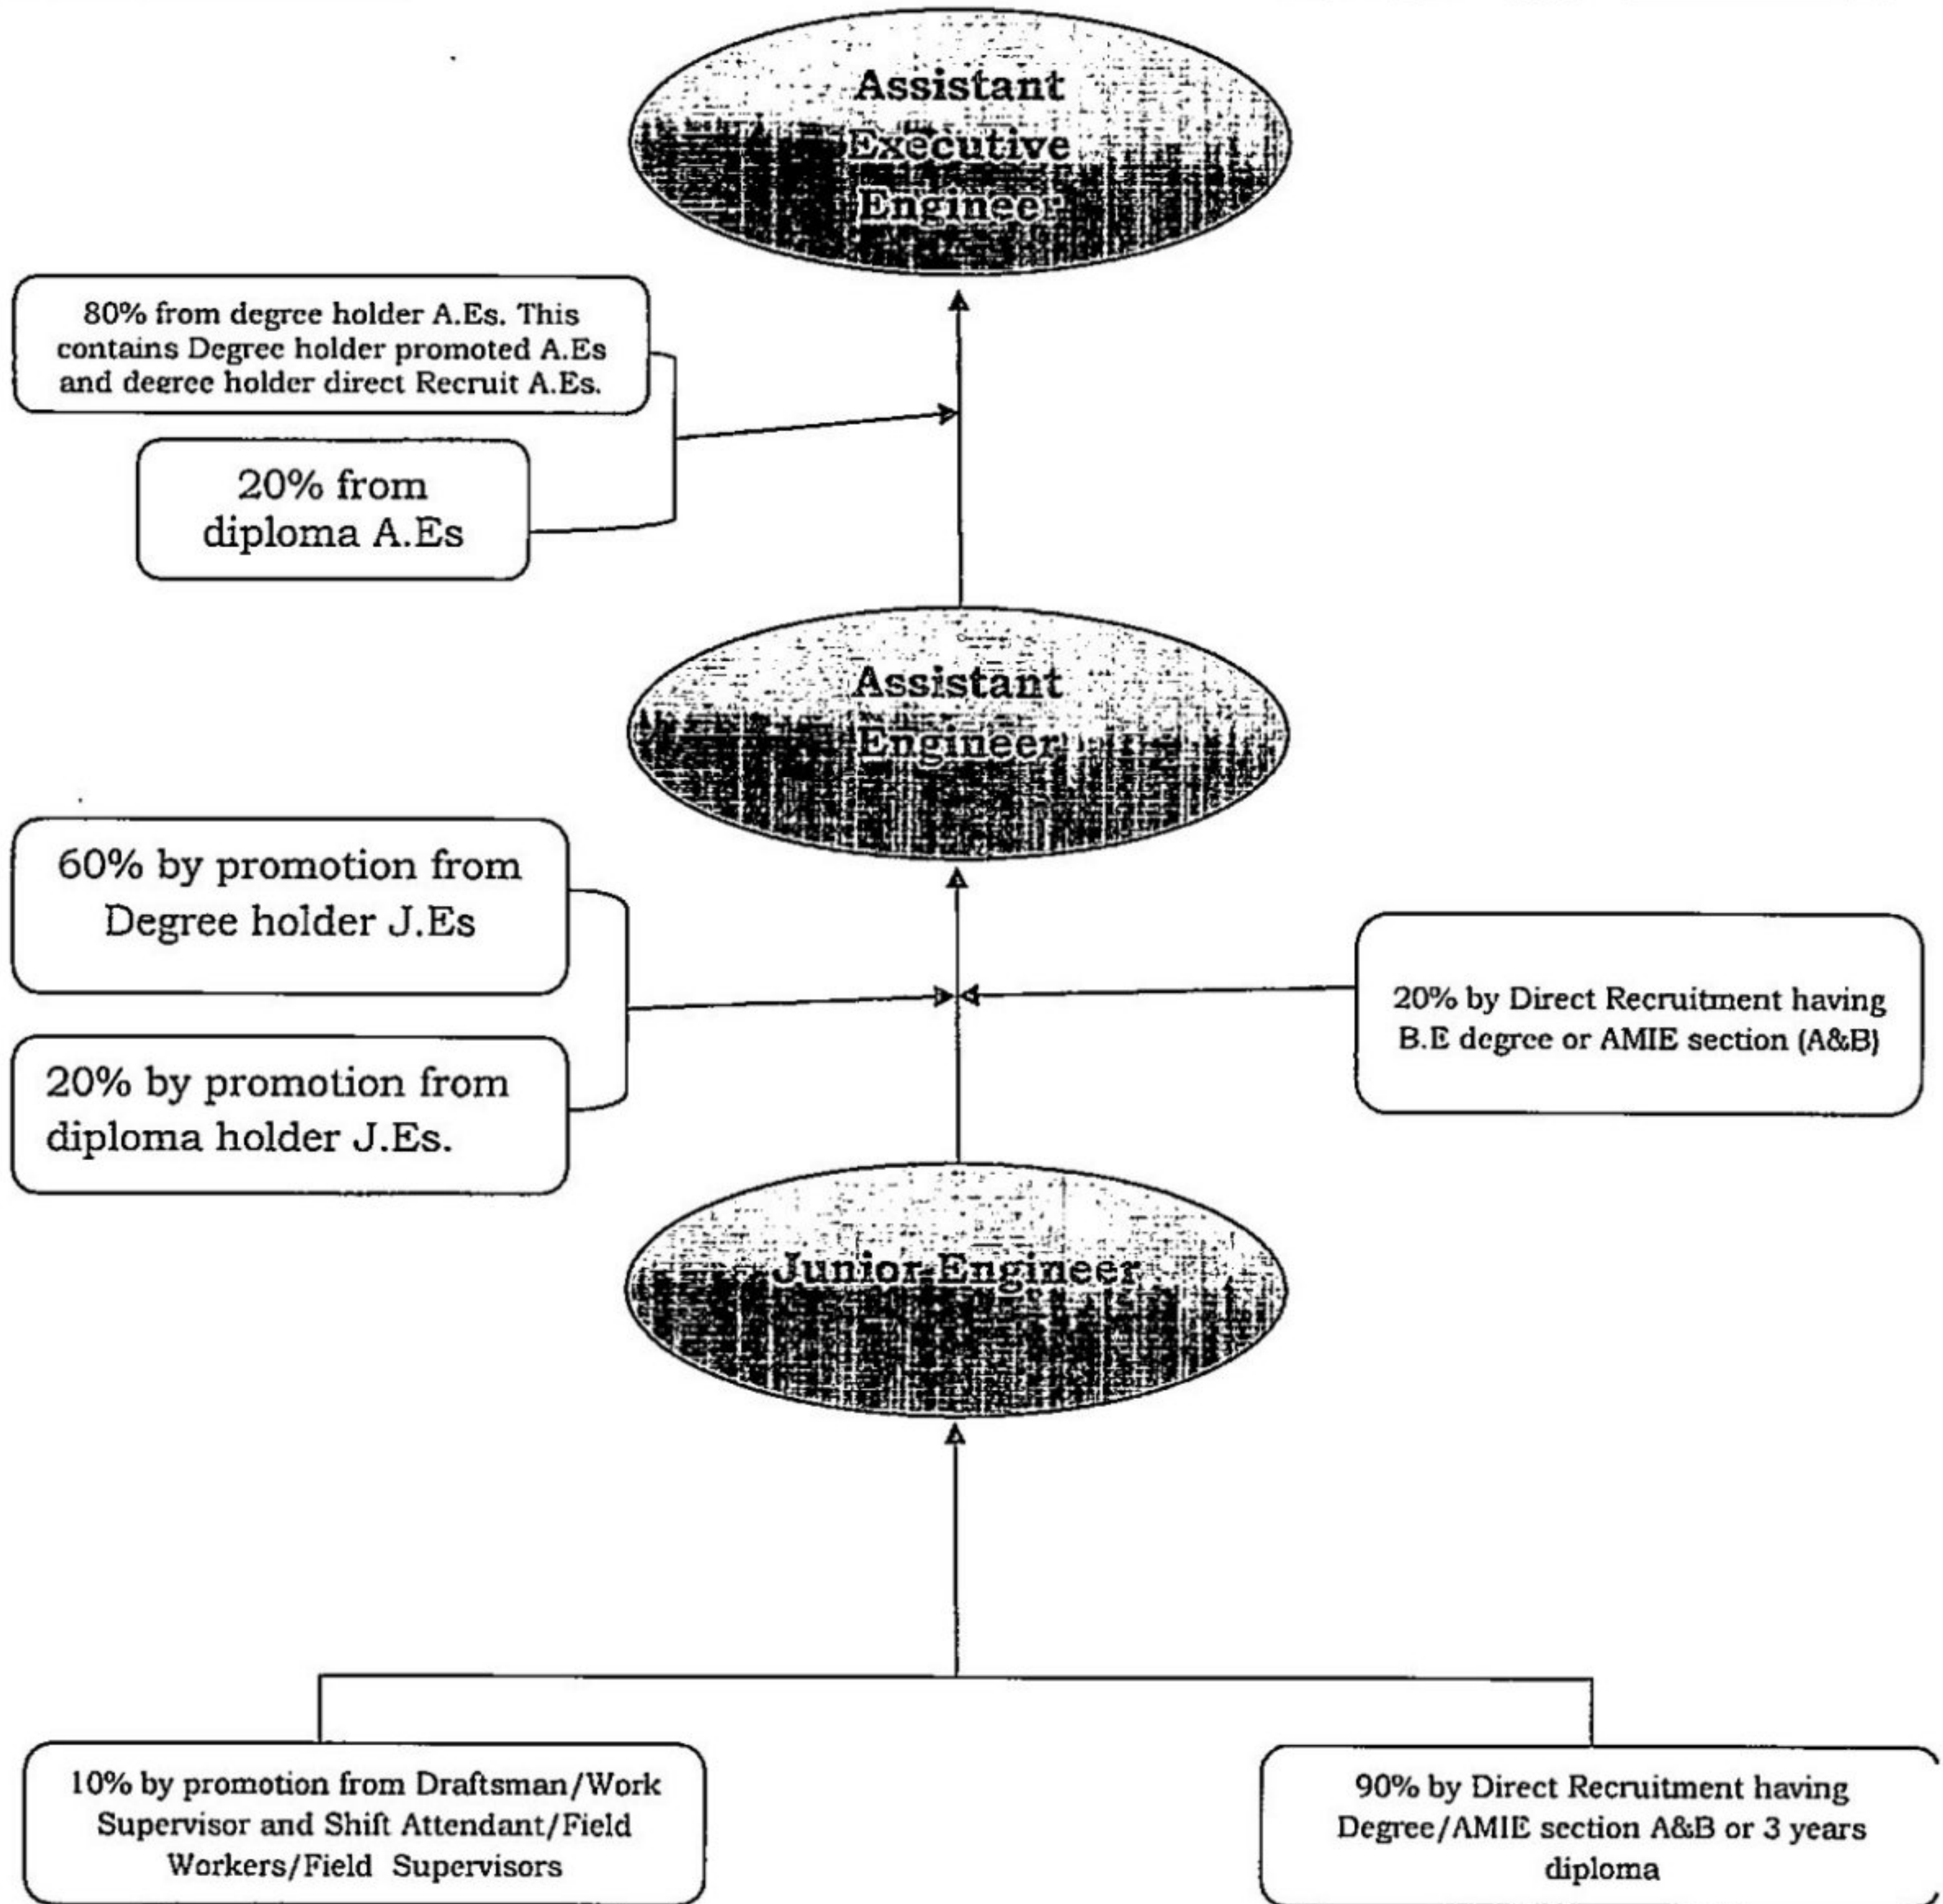 Assistant
Executive
Engineer
80% from degree holder A.Es. This
contains Degree holder promoted A.Es
and degree holder direct Recruit A.Es.
20% from
diploma A.Es
Assistant
Engineer
60% by promotion from
Degree holder J.Es
20% by promotion from
diploma holder J.Es.
20% by Direct Recruitment having
B.E degree or AMIE section (A&B)
Junior Engineer
10% by promotion from Draftsman/Work
Supervisor and Shift Attendant/Field
Workers/Field Supervisors
90% by Direct Recruitment having
Degree/AMIE section A&B or 3 years
diploma